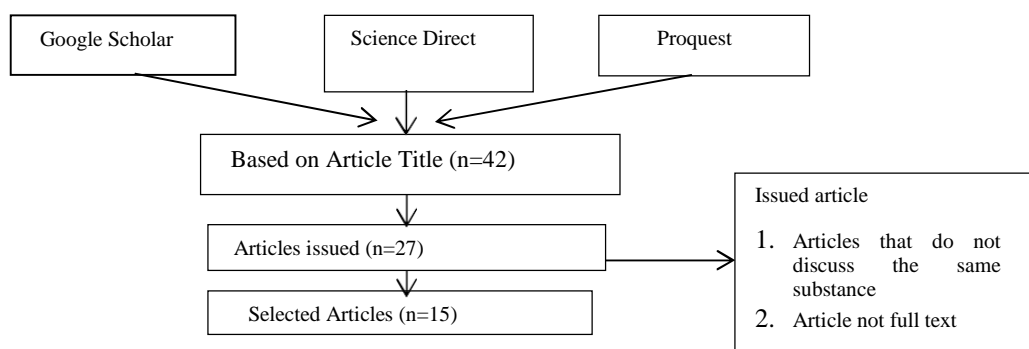 Google Scholar
Science Direct
Proquest
Based on Article Title (n=42)
Articles issued (n=27)
Selected Articles (n=15)
Issued article
1. Articles that do not
discuss the same
substance
2. Article not full text